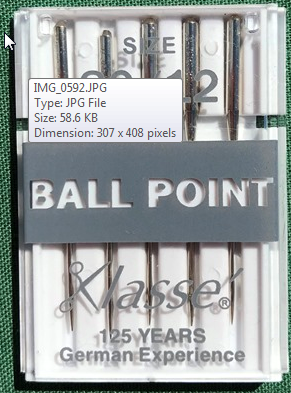 SIZE
IMG_0592.JPG
Type: JPG File
Size: 58.6 KB
Dimension: 307 x 408 pixels
BALL POINT
Klassé®
125 YEARS
German Experience